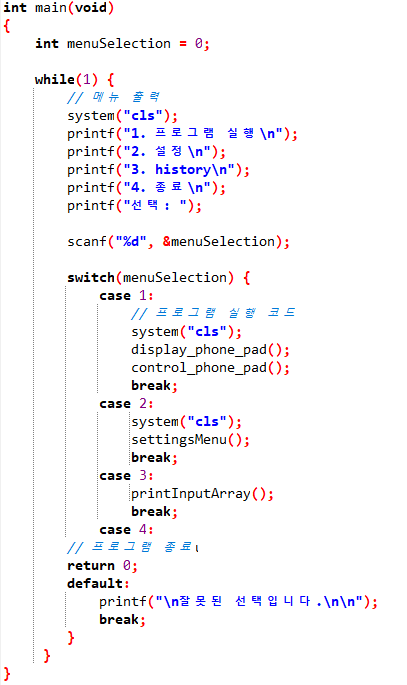 int main(void)
{
    int menuSelection = 0;

    while(1) {
        // 메뉴 출력
        system("cls");
        printf("1. 프로그램 실행\n");
        printf("2. 설정\n");
        printf("3. history\n");
        printf("4. 종료\n");
        printf("선택: ");

        scanf("%d", &menuSelection);

        switch(menuSelection) {
            case 1:
                // 프로그램 실행 코드
                system("cls");
                display_phone_pad();
                control_phone_pad();
                break;
            case 2:
                system("cls");
                settingsMenu();
                break;
            case 3:
                printInputArray();
                break;
            case 4:
        // 프로그램 종료
        return 0;
        default:
            printf("\n잘못된 선택입니다.\n\n");
            break;
        }
     }
}